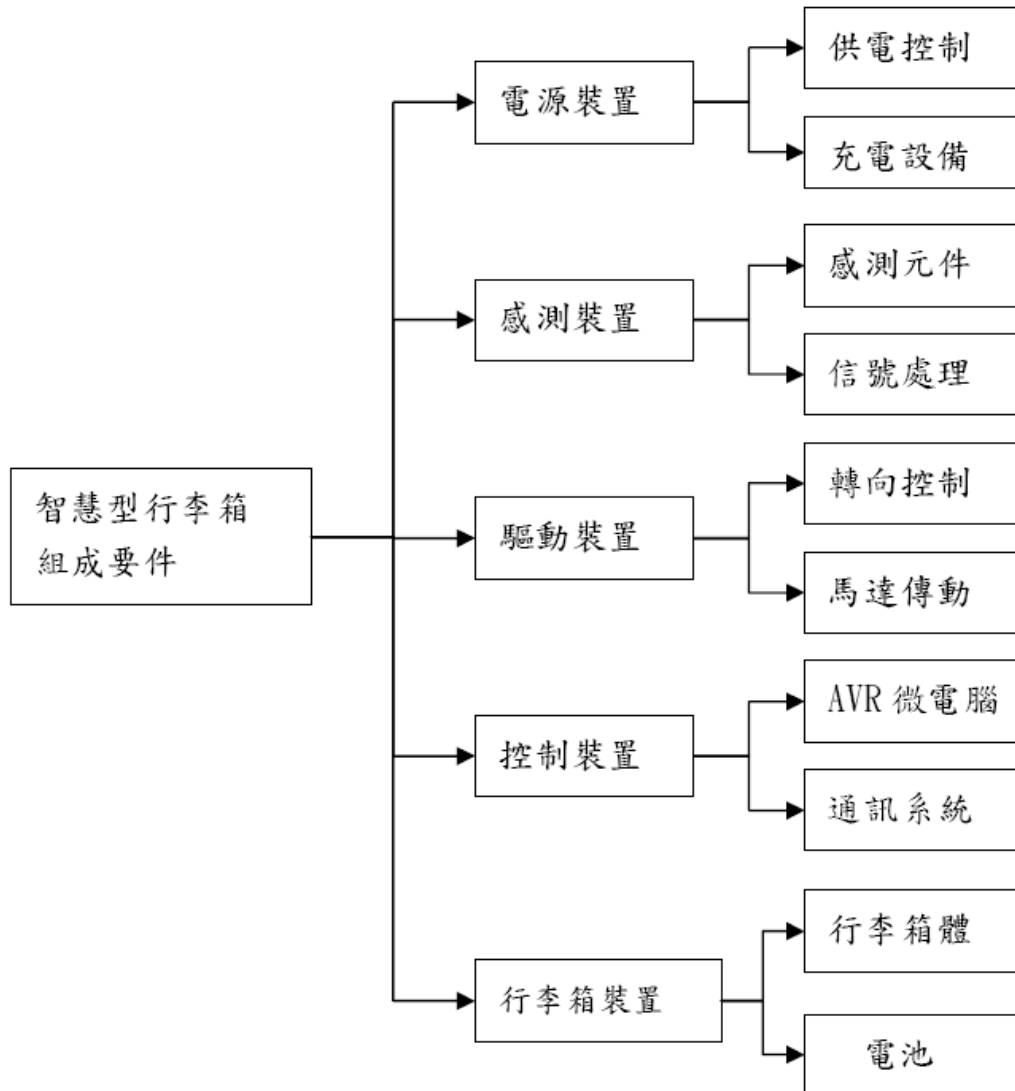 智慧型行李箱
組成要件
電源裝置
供電控制
充電設備
感測裝置
感測元件
信號處理
驅動裝置
轉向控制
馬達傳動
控制裝置
AVR 微電腦
通訊系統
行李箱裝置
行李箱體
電池